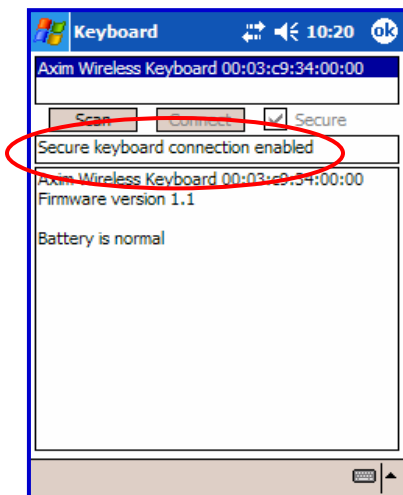 Keyboard 10:20 ok
Axim Wireless Keyboard 00:03:c9:34:00:00
Scan Connect Secure
Secure keyboard connection enabled
Axim Wireless Keyboard 00:03:c9:34:00:00
Firmware version 1.1
Battery is normal